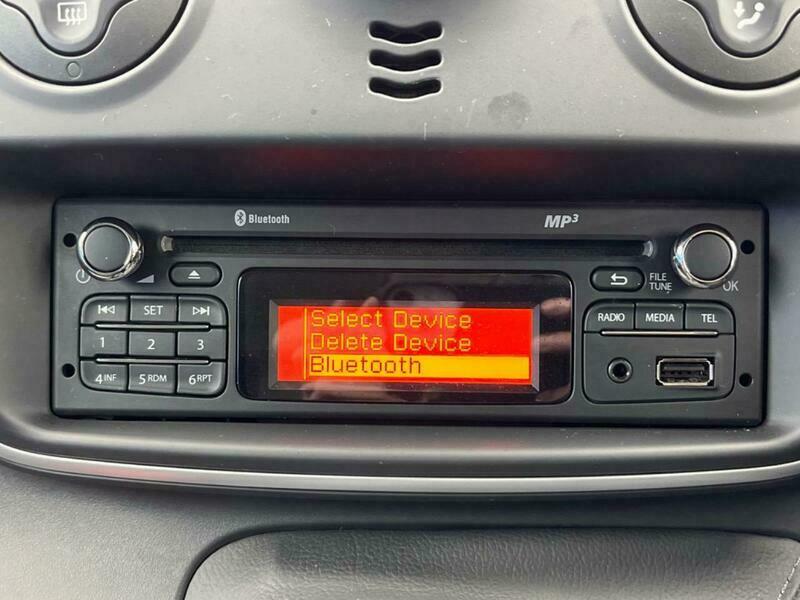 Bluetooth
MP3
FILE
TUNE
OK
SET
RADIO
MEDIA
TEL
1
2
3
4 INF
5 RDM
6 RPT
Select Device
Delete Device
Bluetooth